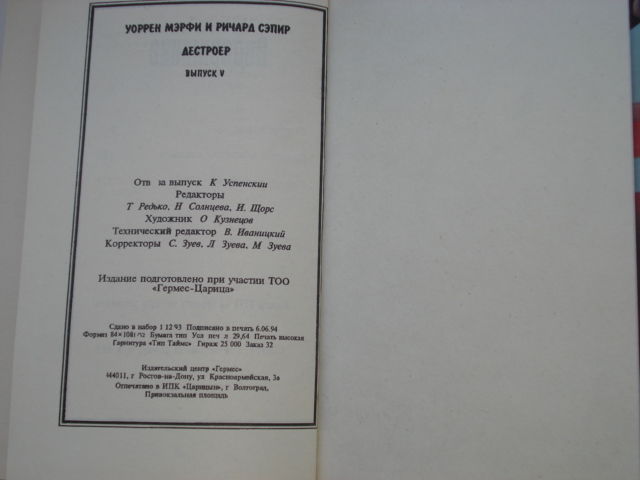 УОРРЕН МЭРФИ И РИЧАРД СЭПИР
ДЕСТРОЕР
ВЫПУСК V
Отв за выпуск К Успенскии
Редакторы
Т Редько, Н Солнцева, И. Щорс
Художник О Кузнецов
Технический редактор В. Иваницкий
Корректоры С. Зуев, Л Зуева, М Зуева
Издание подготовлено при участии ТОО
«Гермес-Царица»
Сдано в набор 1 12 93 Подписано в печать 6.06.94
Формат 84×1081/32 Бумага тип Усл печ л 29,64 Печать высокая
Гарнитура «Тип Таймс» Тираж 25 000 Заказ 32
Издательский центр «Гермес»
344011, г Ростов-на-Дону, ул Красноармейская, 3а
Отпечатано в ИПК «Царицын», г Волгоград,
Привокзальная площадь